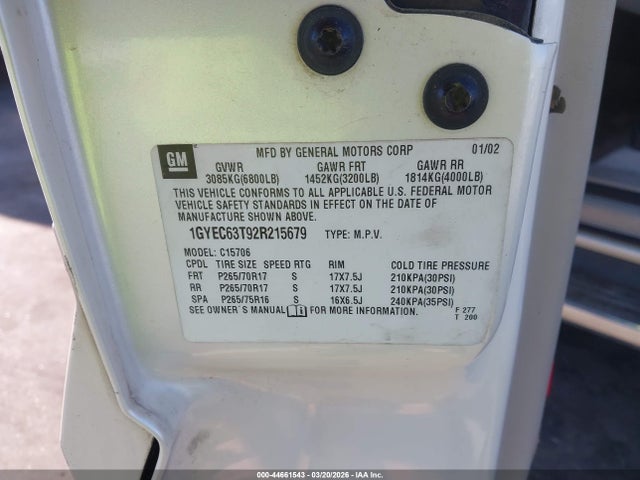 GM
MFD BY GENERAL MOTORS CORP 01/02
GVWR GAWR FRT GAWR RR
3085KG(6800LB) 1452KG(3200LB) 1814KG(4000LB)
THIS VEHICLE CONFORMS TO ALL APPLICABLE U.S. FEDERAL MOTOR
VEHICLE SAFETY STANDARDS IN EFFECT ON THE DATE OF
MANUFACTURE SHOWN ABOVE.
1GYEC63T92R215679 TYPE: M.P.V.
MODEL: C15706
CPDL TIRE SIZE SPEED RTG RIM COLD TIRE PRESSURE
FRT P265/70R17 S 17X7.5J 210KPA(30PSI)
RR P265/70R17 S 17X7.5J 210KPA(30PSI)
SPA P265/75R16 S 16X6.5J 240KPA(35PSI)
SEE OWNER'S MANUAL FOR MORE INFORMATION. F 277
T 200
000-44661543 | 03/20/2026 | IAA Inc.